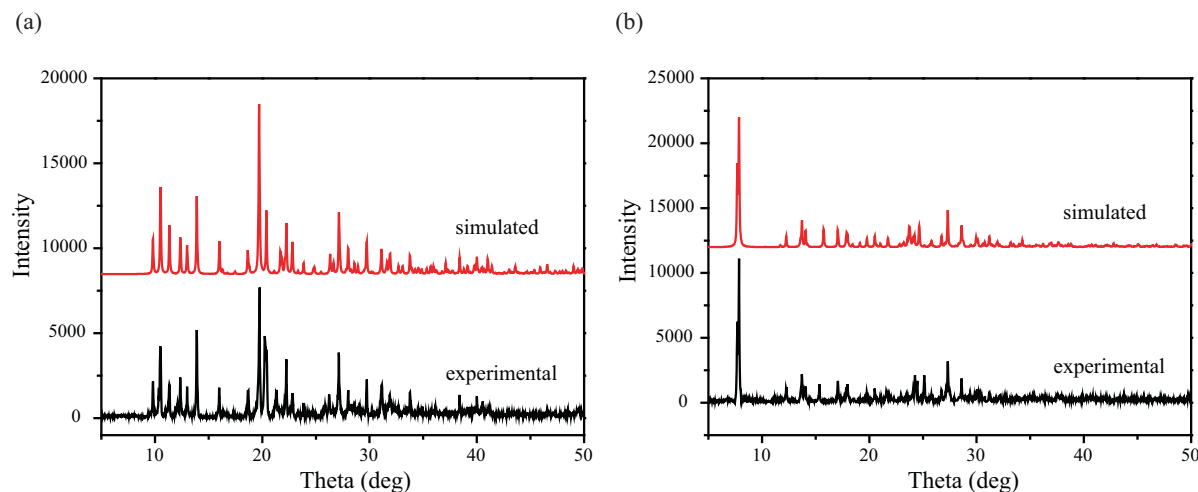 (a)
20000
15000
10000
5000
0
Intensity
simulated
experimental
10 20 30 40 50
Theta (deg)
(b)
25000
20000
15000
10000
5000
0
Intensity
simulated
experimental
10 20 30 40 50
Theta (deg)